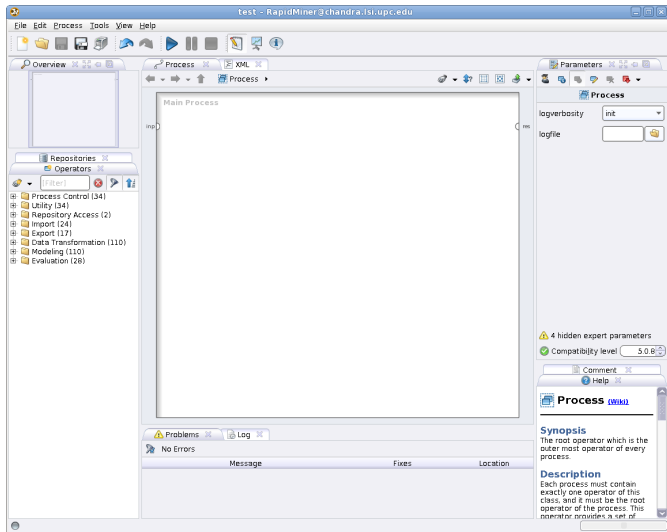 test - RapidMiner@chandra.lsi.upc.edu
File Edit Process Tools View Help
Overview
Process
XML
Parameters
Process
Main Process
inp
res
Process
logverbosity
init
logfile
Repositories
Operators
[Filter]
Process Control (34)
Utility (34)
Repository Access (2)
Import (24)
Export (17)
Data Transformation (110)
Modeling (110)
Evaluation (28)
4 hidden expert parameters
Compatibility level
5.0.8
Comment
Help
Process (Wiki)
Synopsis
The root operator which is the
outer most operator of every
process.
Description
Each process must contain
exactly one operator of this
class, and it must be the root
operator of the process. This
operator provides a set of
Problems
Log
No Errors
Message Fixes Location